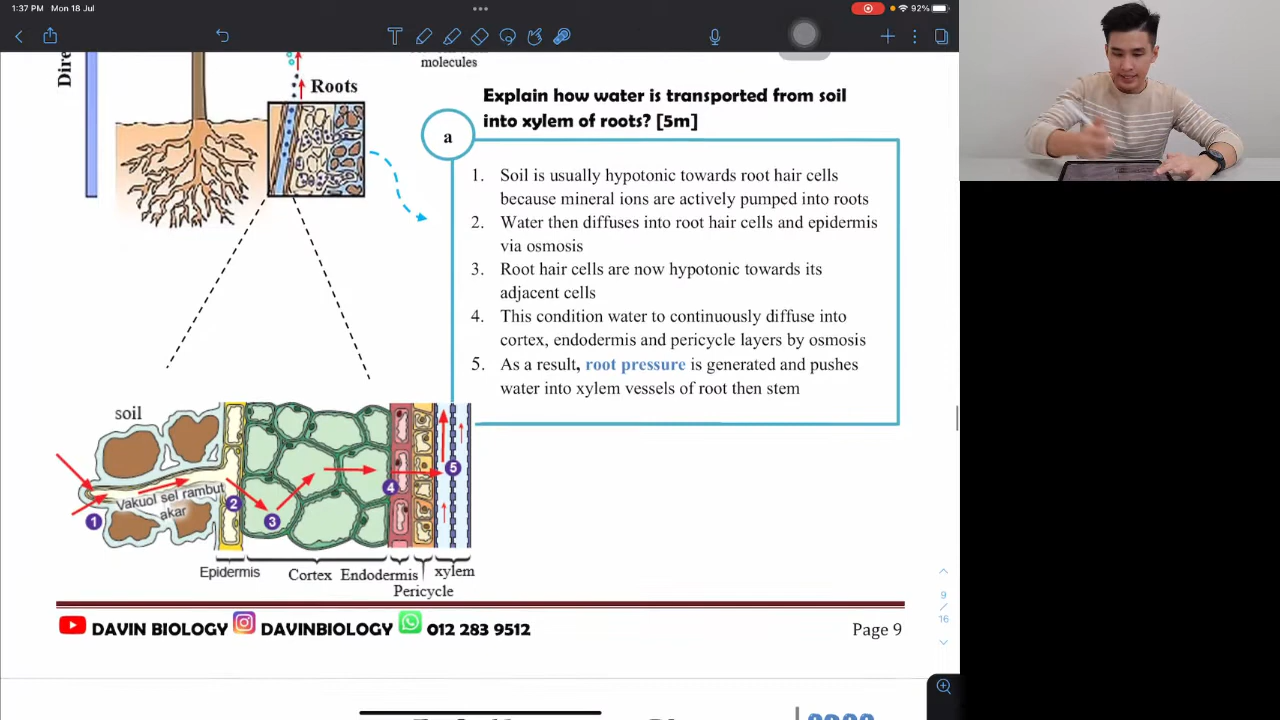 1:37 PM Mon 18 Jul
92%
Dire
molecules
Roots
Explain how water is transported from soil
into xylem of roots? [5m]
a
1. Soil is usually hypotonic towards root hair cells
because mineral ions are actively pumped into roots
2. Water then diffuses into root hair cells and epidermis
via osmosis
3. Root hair cells are now hypotonic towards its
adjacent cells
4. This condition water to continuously diffuse into
cortex, endodermis and pericycle layers by osmosis
5. As a result, root pressure is generated and pushes
water into xylem vessels of root then stem
soil
Vakuol sel rambut
akar
1
2
3
4
5
Epidermis
Cortex
Endodermis
Pericycle
xylem
9
/
16
DAVIN BIOLOGY DAVINBIOLOGY 012 283 9512
Page 9